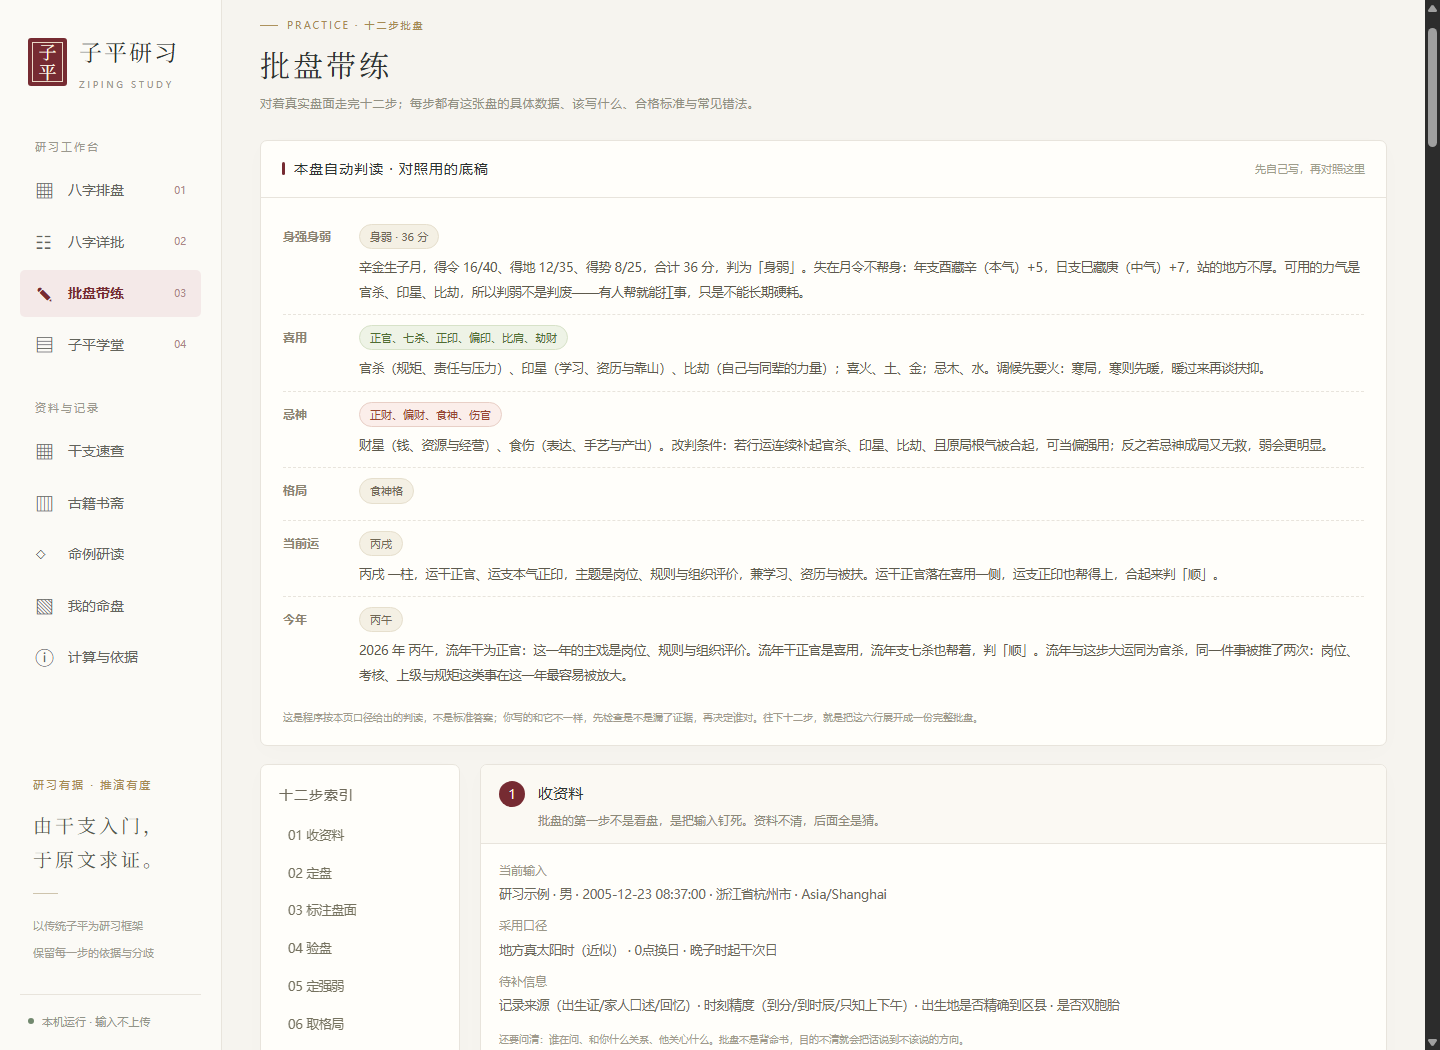 子平
子平研习
ZIPING STUDY
研习工作台
八字排盘 01
八字详批 02
批盘带练 03
子平学堂 04
资料与记录
干支速查
古籍书斋
命例研读
我的命盘
计算与依据
研习有据 · 推演有度
由干支入门，
于原文求证。
以传统子平为研习框架
保留每一步的依据与分歧
本机运行 · 输入不上传
PRACTICE · 十二步批盘
批盘带练
对着真实盘面走完十二步；每步都有这张盘的具体数据、该写什么、合格标准与常见错法。
本盘自动判读 · 对照用的底稿
先自己写，再对照这里
身强身弱
身弱 · 36 分
辛金生子月，得令 16/40、得地 12/35、得势 8/25，合计 36 分，判为「身弱」。失在月令不帮身：年支酉藏辛（本气）+5，日支巳藏庚（中气）+7，站的地方不厚。可用的力气是
官杀、印星、比劫，所以判弱不是判废——有人帮就能扛事，只是不能长期硬耗。
喜用
正官、七杀、正印、偏印、比肩、劫财
官杀（规矩、责任与压力）、印星（学习、资历与靠山）、比劫（自己与同辈的力量）；喜火、土、金；忌木、水。调候先要火：寒局，寒则先暖，暖过来再谈扶抑。
忌神
正财、偏财、食神、伤官
财星（钱、资源与经营）、食伤（表达、手艺与产出）。改判条件：若行运连续补起官杀、印星、比劫、且原局根气被合起，可当偏强用；反之若忌神成局又无救，弱会更明显。
格局
食神格
当前运
丙戌
丙戌 一柱，运干正官、运支本气正印，主题是岗位、规则与组织评价，兼学习、资历与被扶。运干正官落在喜用一侧，运支正印也帮得上，合起来判「顺」。
今年
丙午
2026 年 丙午，流年干为正官：这一年的主戏是岗位、规则与组织评价。流年干正官是喜用，流年支七杀也帮着，判「顺」。流年与这步大运同为官杀，同一件事被推了两次：岗位、
考核、上级与规矩这类事在这一年最容易被放大。
这是程序按本页口径给出的判读，不是标准答案；你写的和它不一样，先检查是不是漏了证据，再决定谁对。往下十二步，就是把这六行展开成一份完整批盘。
十二步索引
01 收资料
02 定盘
03 标注盘面
04 验盘
05 定强弱
06 取格局
1
收资料
批盘的第一步不是看盘，是把输入钉死。资料不清，后面全是猜。
当前输入
研习示例 · 男 · 2005-12-23 08:37:00 · 浙江省杭州市 · Asia/Shanghai
采用口径
地方真太阳时（近似） · 0点换日 · 晚子时起干次日
待补信息
记录来源（出生证/家人口述/回忆）· 时刻精度（到分/到时辰/只知上下午）· 出生地是否精确到区县 · 是否双胞胎
还要问清：谁在问、和你什么关系、他关心什么。批盘不是背命书，目的不清就会把话说到不该说的方向。